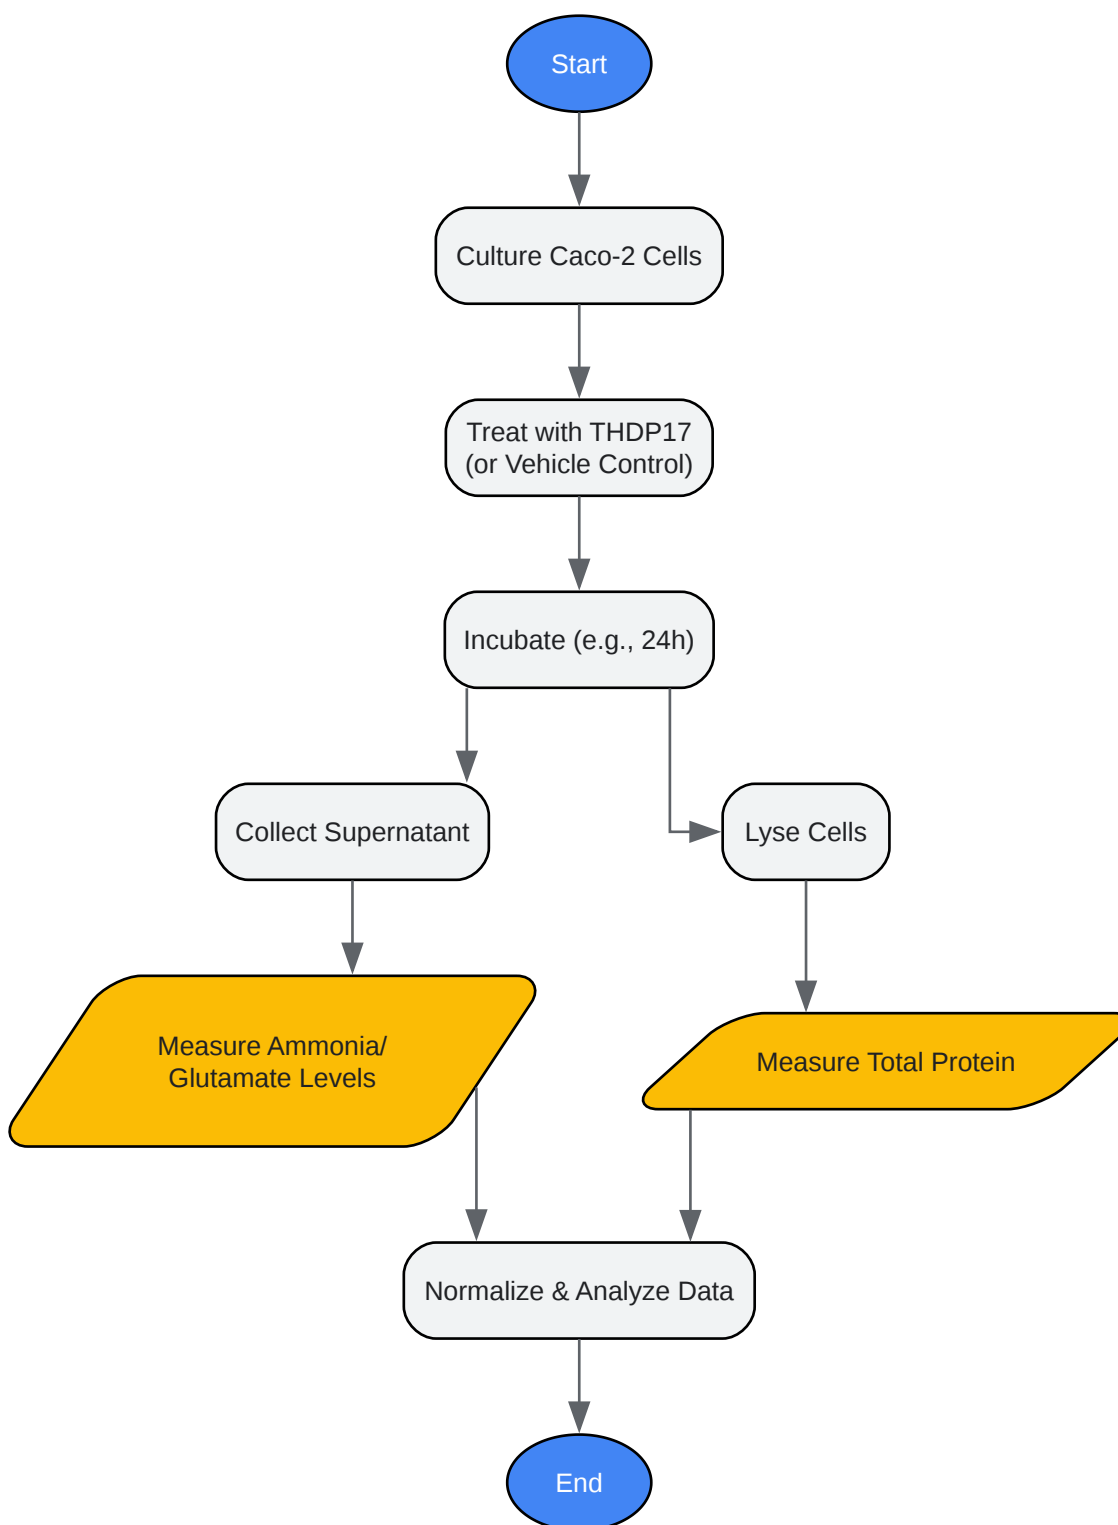 Start
Culture Caco-2 Cells
Treat with THDP17
(or Vehicle Control)
Incubate (e.g., 24h)
Collect Supernatant
Lyse Cells
Measure Ammonia/
Glutamate Levels
Measure Total Protein
Normalize & Analyze Data
End